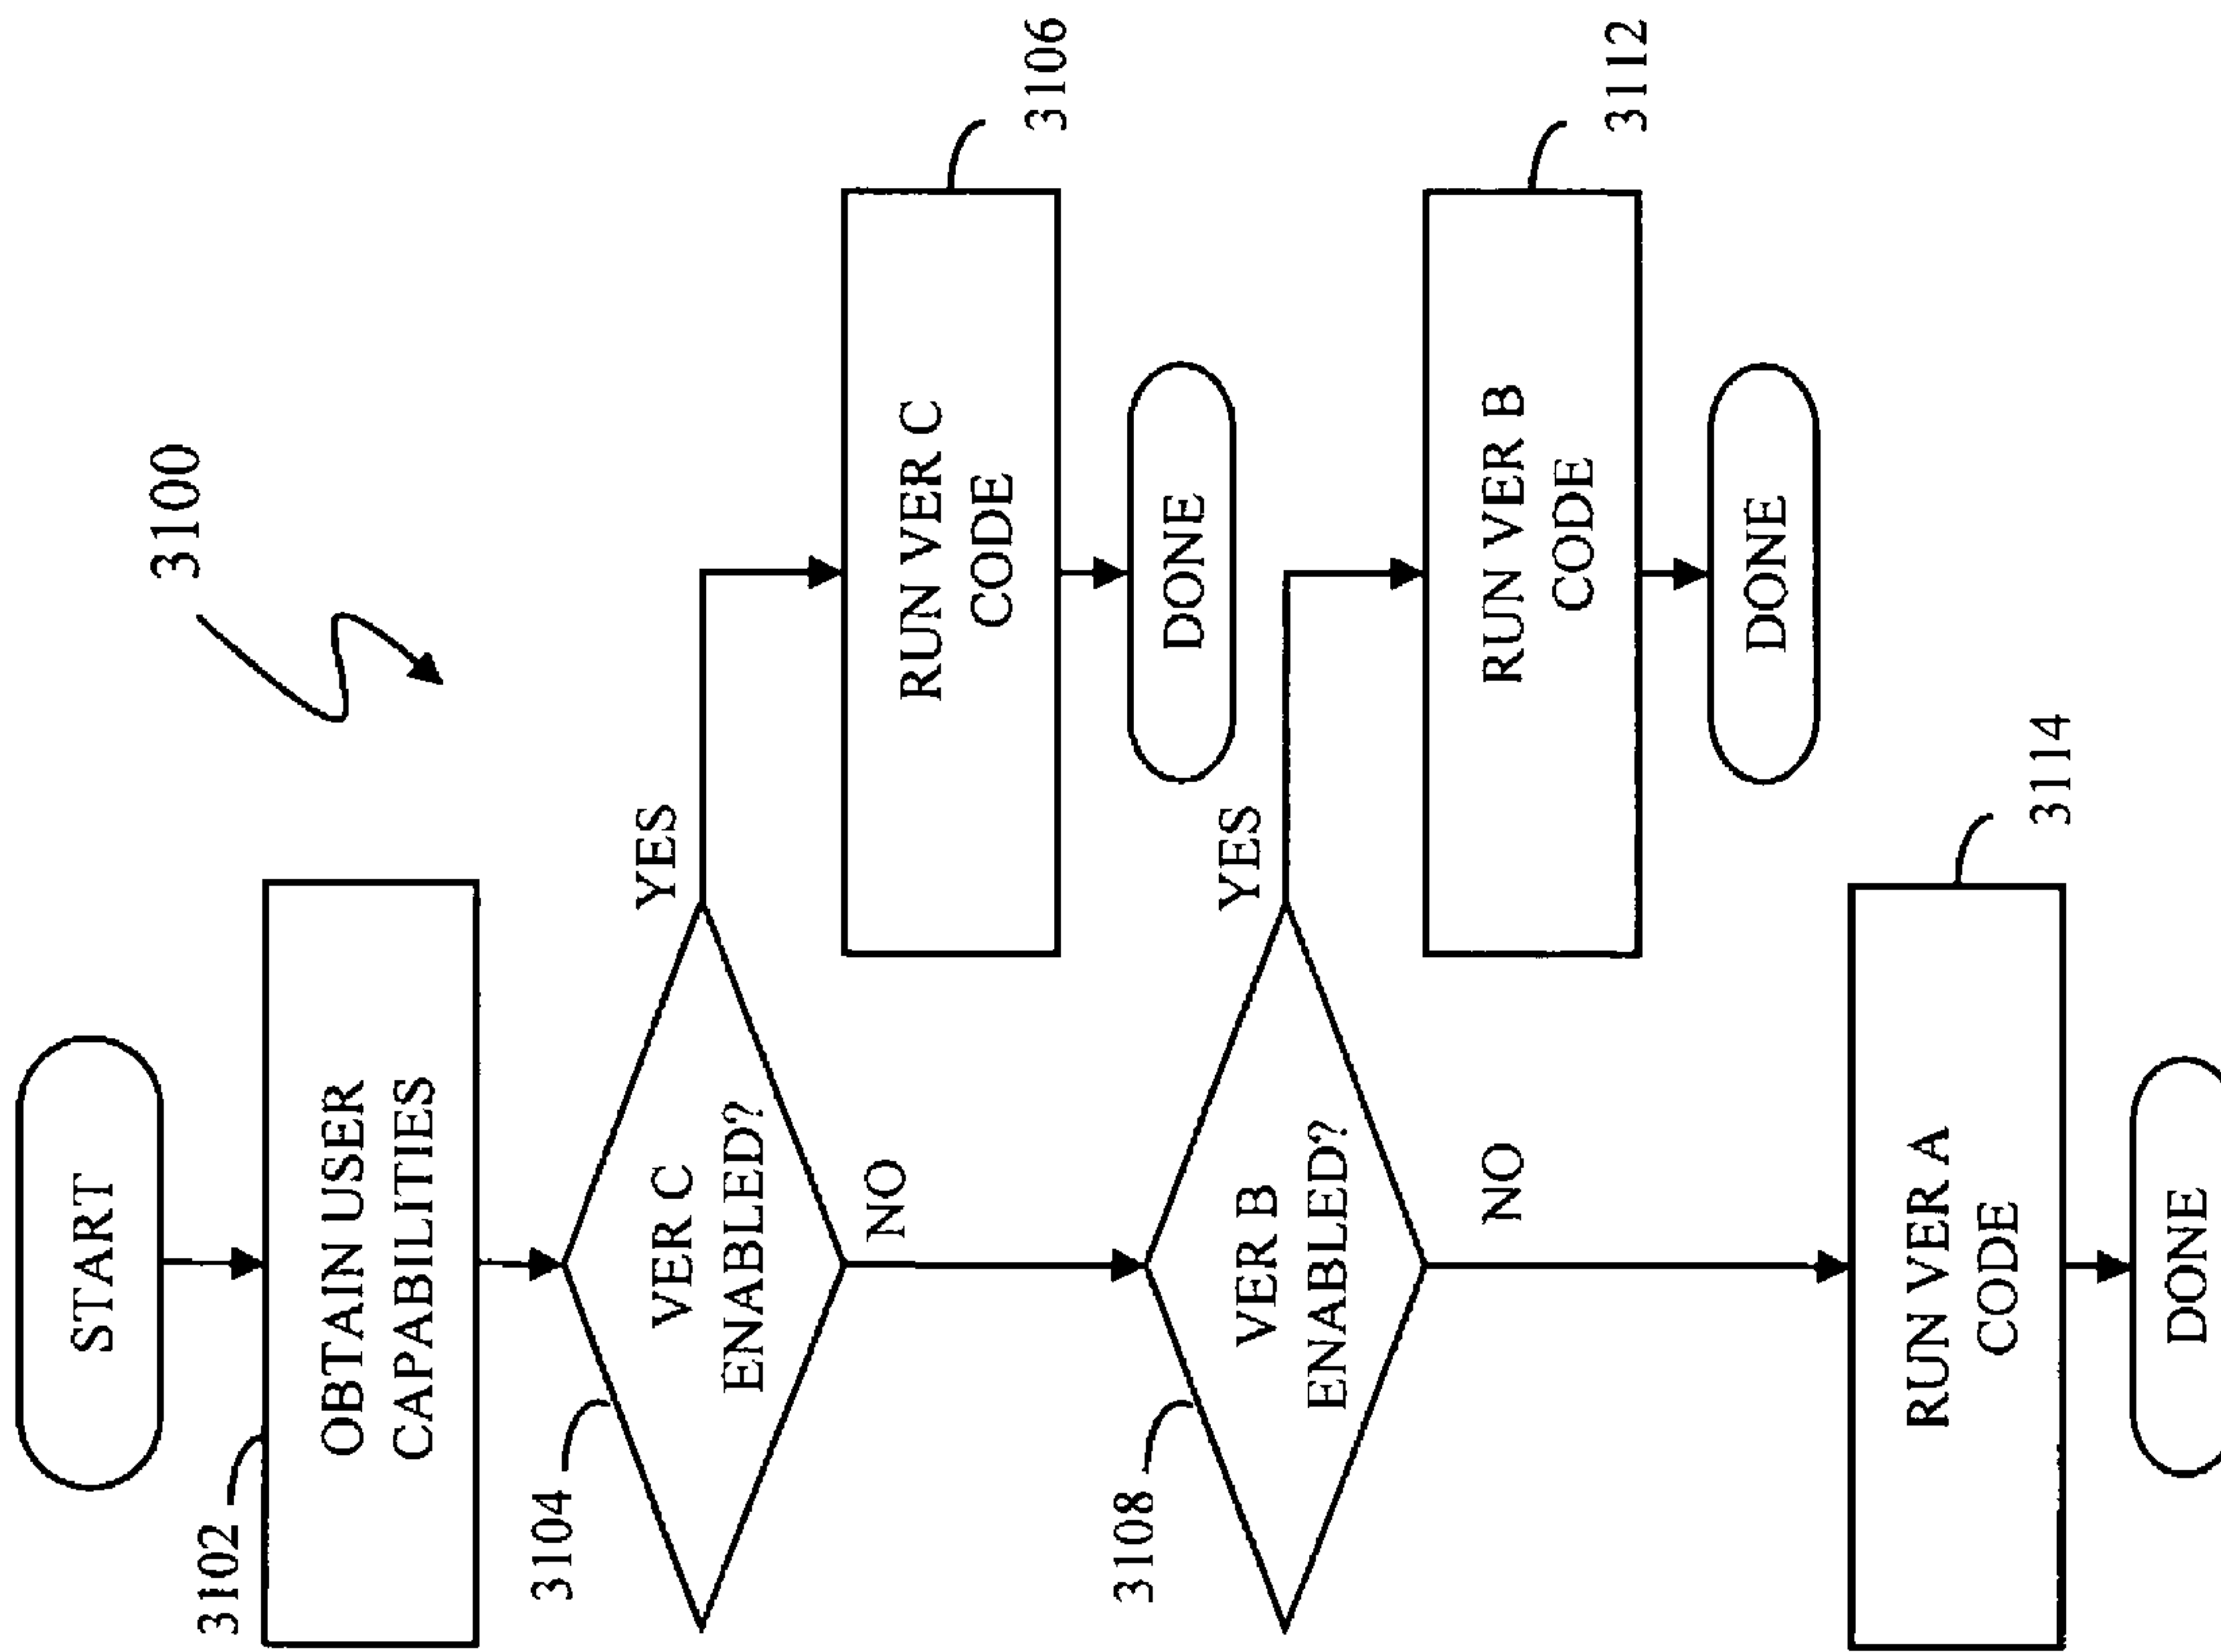 3100
START
3102
OBTAIN USER
CAPABILITIES
3104
VER C
ENABLED?
YES
NO
RUN VER C
CODE
3106
DONE
3108
VER B
ENABLED?
YES
NO
RUN VER B
CODE
3112
DONE
RUN VER A
CODE
3114
DONE